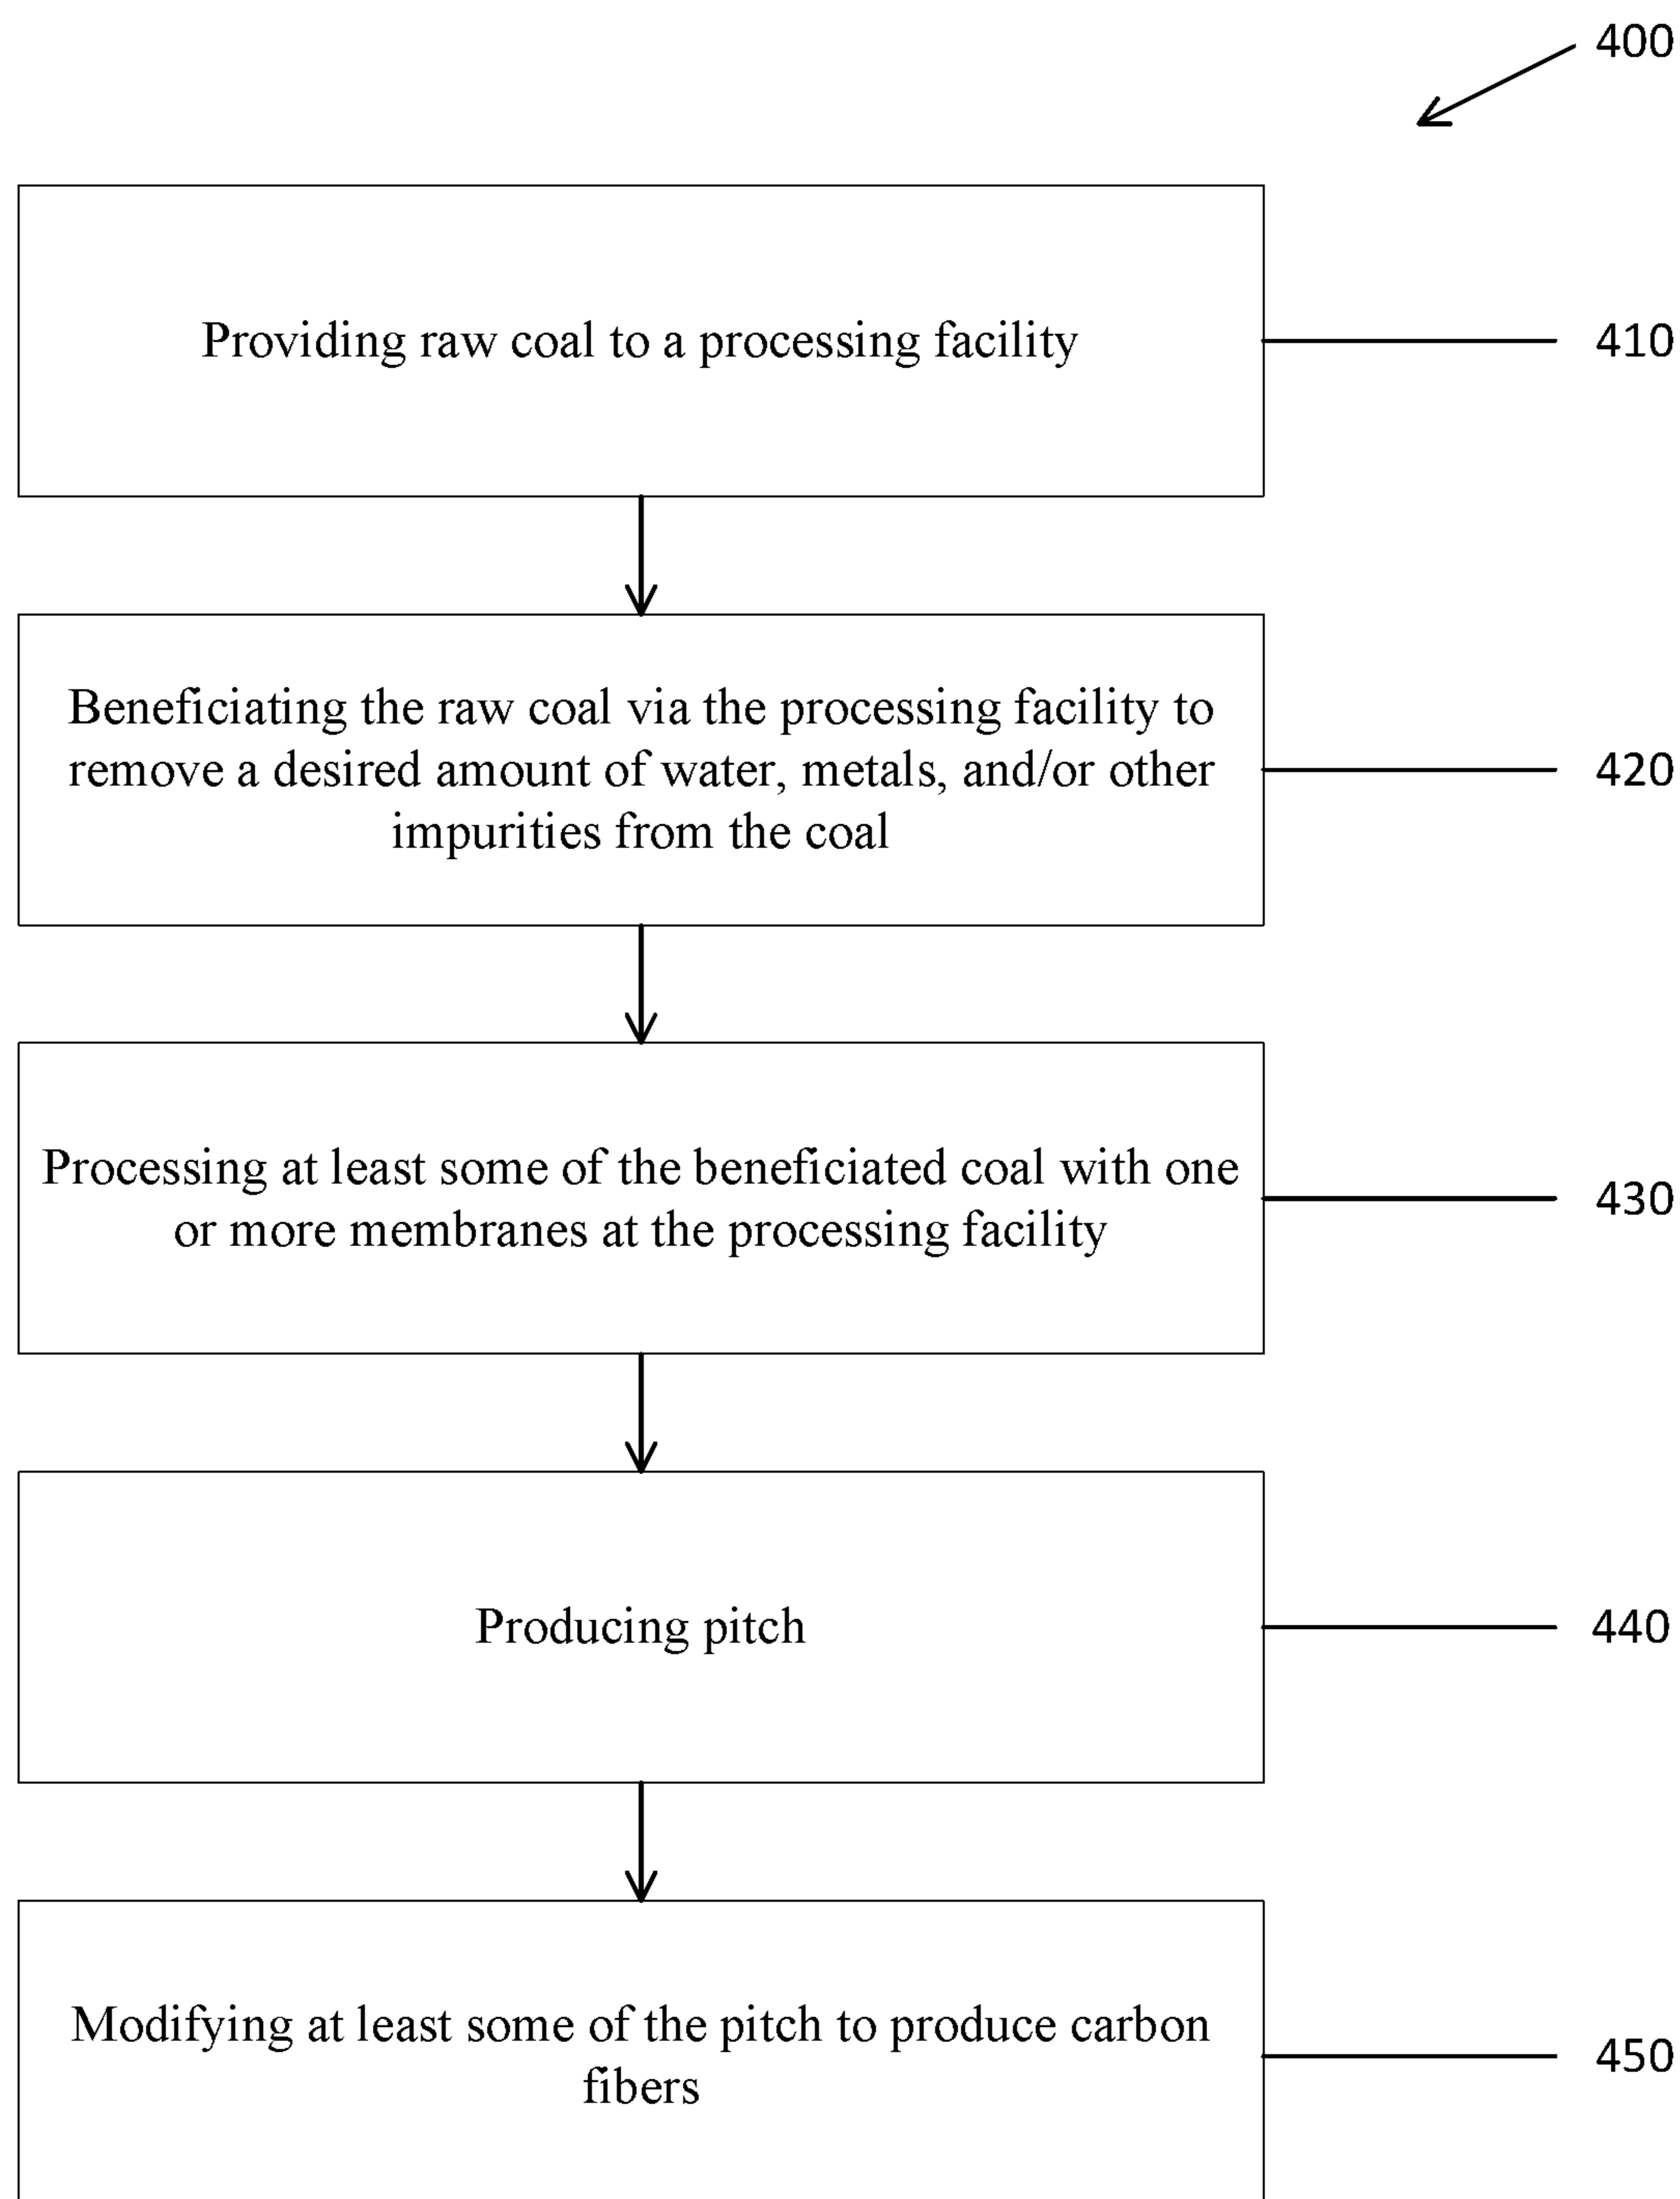 400
Providing raw coal to a processing facility
410
Beneficiating the raw coal via the processing facility to
remove a desired amount of water, metals, and/or other
impurities from the coal
420
Processing at least some of the beneficiated coal with one
or more membranes at the processing facility
430
Producing pitch
440
Modifying at least some of the pitch to produce carbon
fibers
450